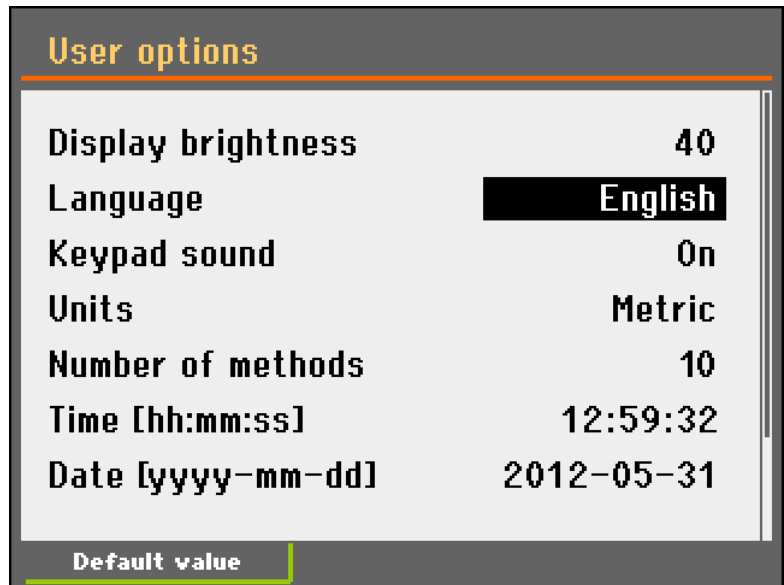 User options
Display brightness 40
Language English
Keypad sound On
Units Metric
Number of methods 10
Time [hh:mm:ss] 12:59:32
Date [yyyy-mm-dd] 2012-05-31
Default value